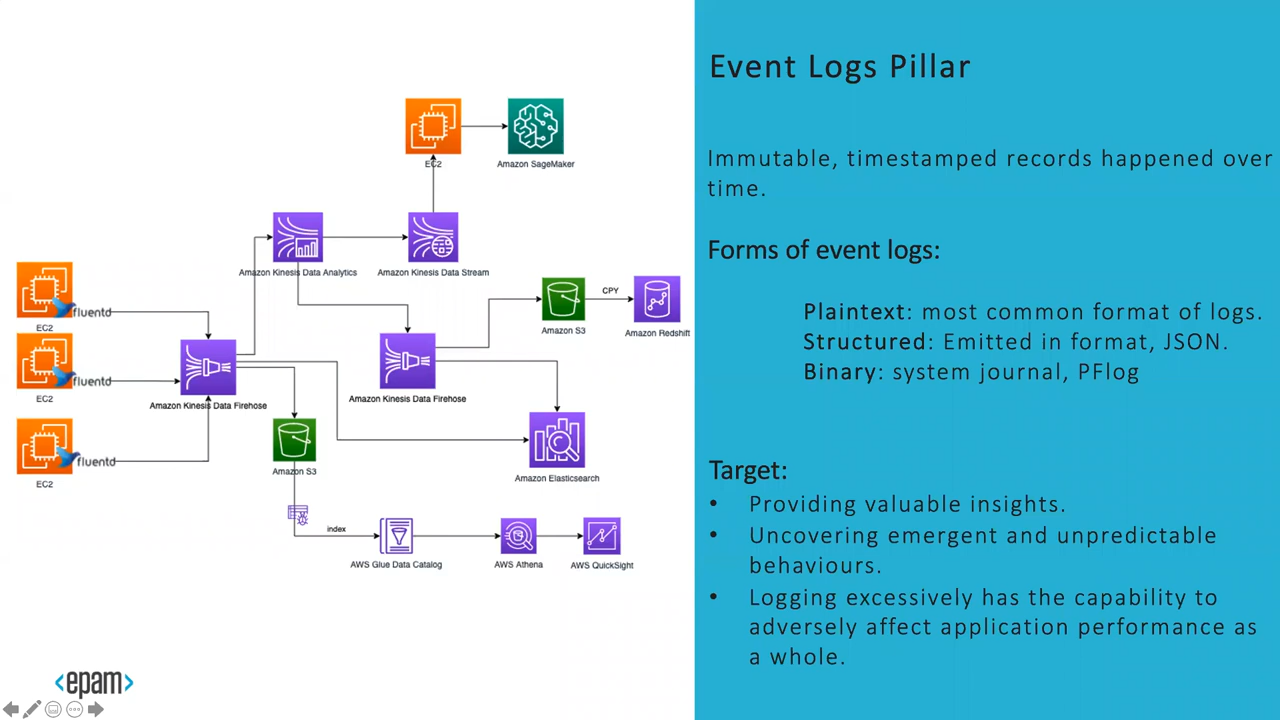 Event Logs Pillar
Immutable, timestamped records happened over
time.
Forms of event logs:
Plaintext: most common format of logs.
Structured: Emitted in format, JSON.
Binary: system journal, PFlog
Target:
• Providing valuable insights.
• Uncovering emergent and unpredictable
behaviours.
• Logging excessively has the capability to
adversely affect application performance as
a whole.
EC2
Amazon SageMaker
Amazon Kinesis Data Analytics
Amazon Kinesis Data Stream
fluentd
EC2
CPY
Amazon S3
Amazon Redshift
fluentd
EC2
Amazon Kinesis Data Firehose
Amazon Kinesis Data Firehose
fluentd
EC2
Amazon S3
Amazon Elasticsearch
index
AWS Glue Data Catalog
AWS Athena
AWS QuickSight
<epam>